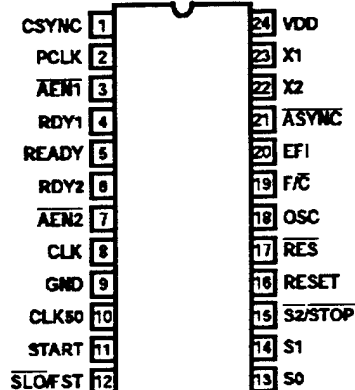 CSYNC 1 24 VDD
PCLK 2 23 X1
AEN1 3 22 X2
RDY1 4 21 ASYNC
READY 5 20 EFI
RDY2 6 19 F/C
AEN2 7 18 OSC
CLK 8 17 RES
GND 9 16 RESET
CLK50 10 15 S2/STOP
START 11 14 S1
SLO/FST 12 13 S0